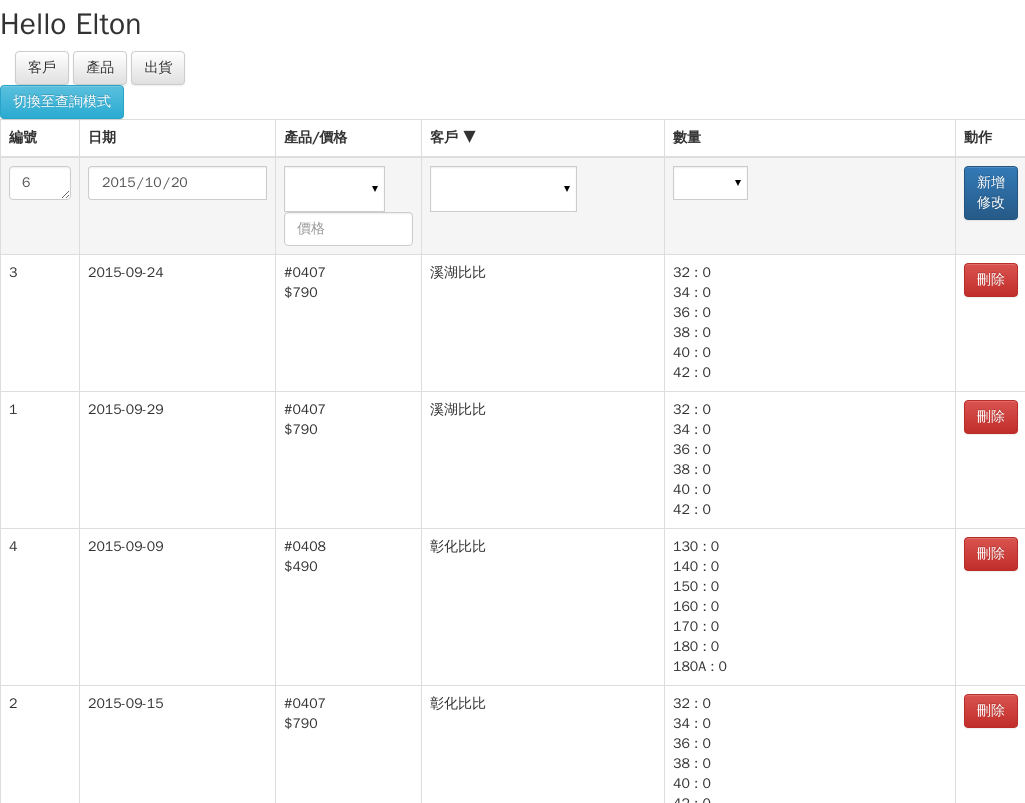 Hello Elton
客戶 產品 出貨
切換至查詢模式
編號 日期 產品/價格 客戶 ▼ 數量 動作
6 2015/10/20 新增
修改
價格
3 2015-09-24 #0407 溪湖比比 32 : 0 刪除
$790 34 : 0
36 : 0
38 : 0
40 : 0
42 : 0
1 2015-09-29 #0407 溪湖比比 32 : 0 刪除
$790 34 : 0
36 : 0
38 : 0
40 : 0
42 : 0
4 2015-09-09 #0408 彰化比比 130 : 0 刪除
$490 140 : 0
150 : 0
160 : 0
170 : 0
180 : 0
180A : 0
2 2015-09-15 #0407 彰化比比 32 : 0 刪除
$790 34 : 0
36 : 0
38 : 0
40 : 0
42 : 0